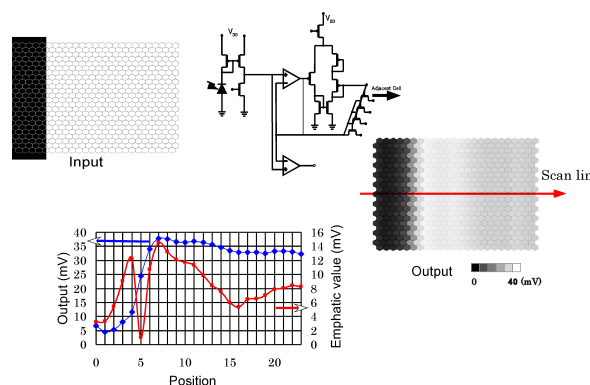 V_DD
V_DD
Adjacent Cell
Input
Scan lin
Output
0 40 (mV)
40
35
30
25
20
15
10
5
0
Output (mV)
16
14
12
10
8
6
4
2
0
Emphatic value (mV)
0 5 10 15 20
Position